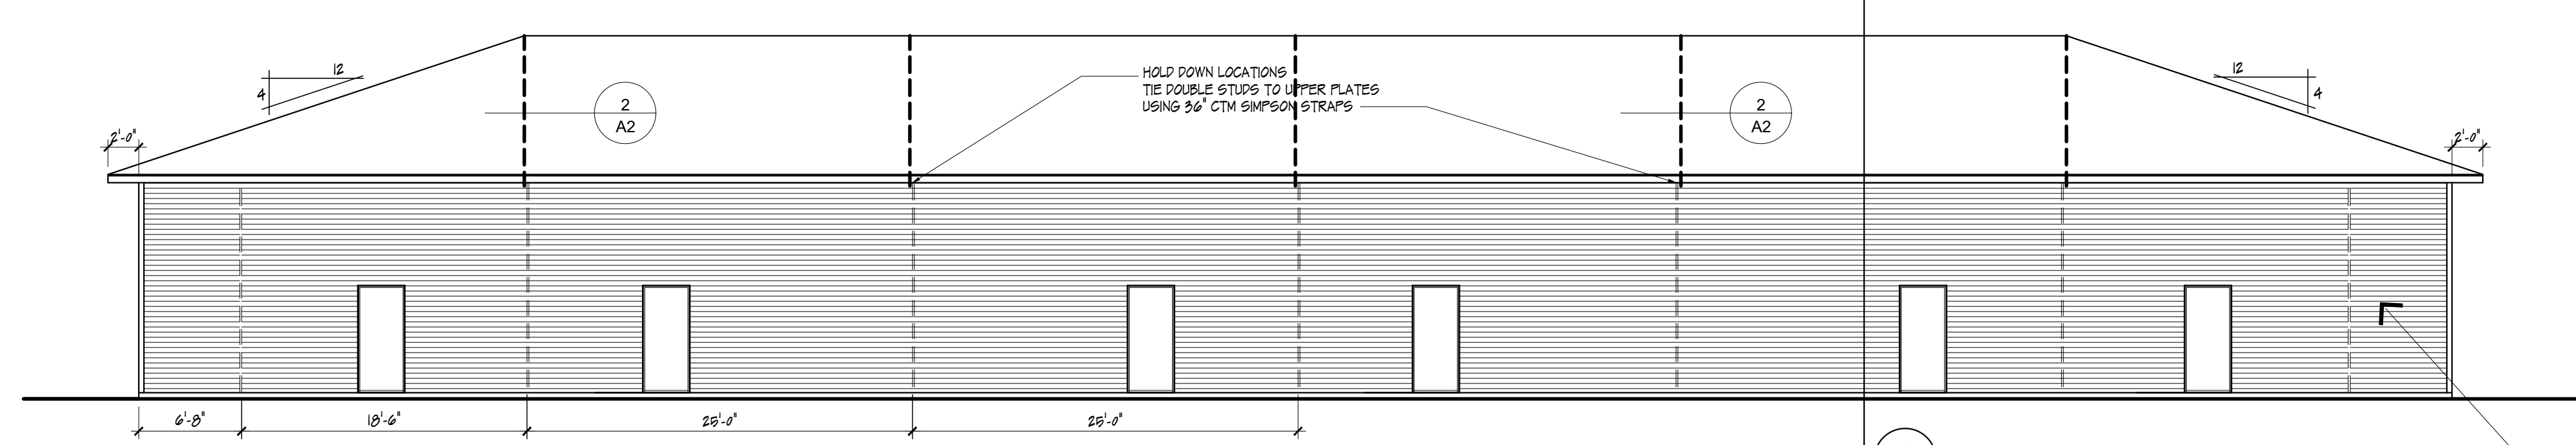 12
4
2
A2
HOLD DOWN LOCATIONS
TIE DOUBLE STUDS TO UPPER PLATES
USING 36" CTM SIMPSON STRAPS
2
A2
12
4
2'-0"
2'-0"
6'-8"
18'-6"
25'-0"
25'-0"